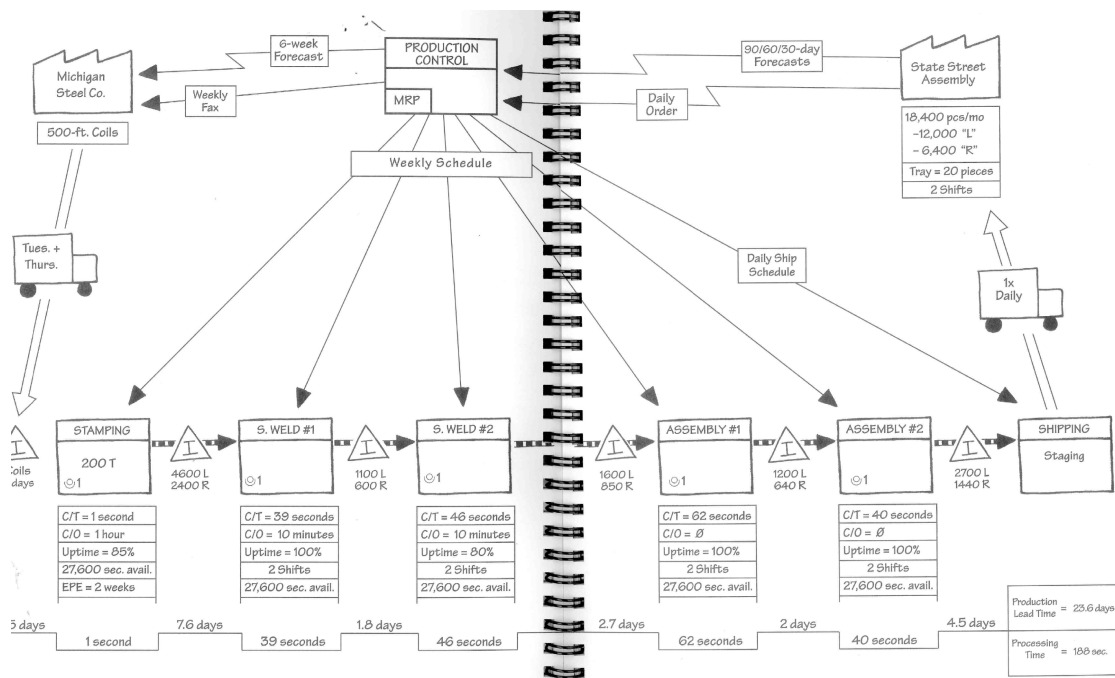 6-week
Forecast
PRODUCTION
CONTROL
MRP
90/60/30-day
Forecasts
State Street
Assembly
Michigan
Steel Co.
Weekly
Fax
Daily
Order
500-ft. Coils
18,400 pcs/mo
-12,000 "L"
- 6,400 "R"
Tray = 20 pieces
2 Shifts
Weekly Schedule
Tues. +
Thurs.
Daily Ship
Schedule
1x
Daily
I
Coils
days
STAMPING
200 T
1
I
4600 L
2400 R
S. WELD #1
1
I
1100 L
600 R
S. WELD #2
1
I
1600 L
850 R
ASSEMBLY #1
1
I
1200 L
640 R
ASSEMBLY #2
1
I
2700 L
1440 R
SHIPPING
Staging
C/T = 1 second
C/O = 1 hour
Uptime = 85%
27,600 sec. avail.
EPE = 2 weeks
C/T = 39 seconds
C/O = 10 minutes
Uptime = 100%
2 Shifts
27,600 sec. avail.
C/T = 46 seconds
C/O = 10 minutes
Uptime = 80%
2 Shifts
27,600 sec. avail.
C/T = 62 seconds
C/O = Ø
Uptime = 100%
2 Shifts
27,600 sec. avail.
C/T = 40 seconds
C/O = Ø
Uptime = 100%
2 Shifts
27,600 sec. avail.
5 days
1 second
7.6 days
39 seconds
1.8 days
46 seconds
2.7 days
62 seconds
2 days
40 seconds
4.5 days
Production
Lead Time = 23.6 days
Processing
Time = 188 sec.